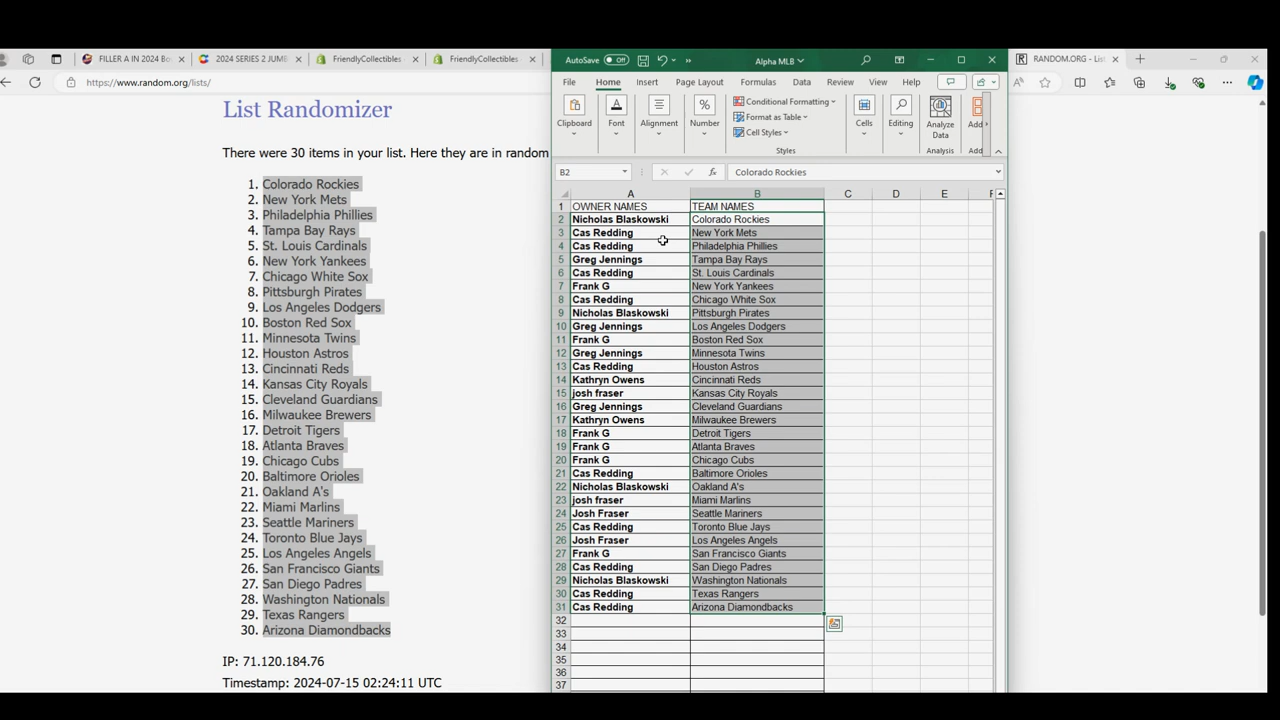 FILLER A IN 2024 Bo
2024 SERIES 2 JUMB
FriendlyCollectibles
FriendlyCollectibles
https://www.random.org/lists/
List Randomizer
There were 30 items in your list. Here they are in random
1. Colorado Rockies
2. New York Mets
3. Philadelphia Phillies
4. Tampa Bay Rays
5. St. Louis Cardinals
6. New York Yankees
7. Chicago White Sox
8. Pittsburgh Pirates
9. Los Angeles Dodgers
10. Boston Red Sox
11. Minnesota Twins
12. Houston Astros
13. Cincinnati Reds
14. Kansas City Royals
15. Cleveland Guardians
16. Milwaukee Brewers
17. Detroit Tigers
18. Atlanta Braves
19. Chicago Cubs
20. Baltimore Orioles
21. Oakland A's
22. Miami Marlins
23. Seattle Mariners
24. Toronto Blue Jays
25. Los Angeles Angels
26. San Francisco Giants
27. San Diego Padres
28. Washington Nationals
29. Texas Rangers
30. Arizona Diamondbacks
IP: 71.120.184.76
Timestamp: 2024-07-15 02:24:11 UTC
AutoSave Off Alpha MLB
File Home Insert Page Layout Formulas Data Review View Help
Clipboard Font Alignment Number
Conditional Formatting
Format as Table
Cell Styles
Styles
Cells Editing Analyze Data Add
Analysis
B2 fx Colorado Rockies
A B C D E F
1 OWNER NAMES TEAM NAMES
2 Nicholas Blaskowski Colorado Rockies
3 Cas Redding New York Mets
4 Cas Redding Philadelphia Phillies
5 Greg Jennings Tampa Bay Rays
6 Cas Redding St. Louis Cardinals
7 Frank G New York Yankees
8 Cas Redding Chicago White Sox
9 Nicholas Blaskowski Pittsburgh Pirates
10 Greg Jennings Los Angeles Dodgers
11 Frank G Boston Red Sox
12 Greg Jennings Minnesota Twins
13 Cas Redding Houston Astros
14 Kathryn Owens Cincinnati Reds
15 josh fraser Kansas City Royals
16 Greg Jennings Cleveland Guardians
17 Kathryn Owens Milwaukee Brewers
18 Frank G Detroit Tigers
19 Frank G Atlanta Braves
20 Frank G Chicago Cubs
21 Cas Redding Baltimore Orioles
22 Nicholas Blaskowski Oakland A's
23 josh fraser Miami Marlins
24 Josh Fraser Seattle Mariners
25 Cas Redding Toronto Blue Jays
26 Josh Fraser Los Angeles Angels
27 Frank G San Francisco Giants
28 Cas Redding San Diego Padres
29 Nicholas Blaskowski Washington Nationals
30 Cas Redding Texas Rangers
31 Cas Redding Arizona Diamondbacks
32
33
34
35
36
37
RANDOM.ORG - Lis